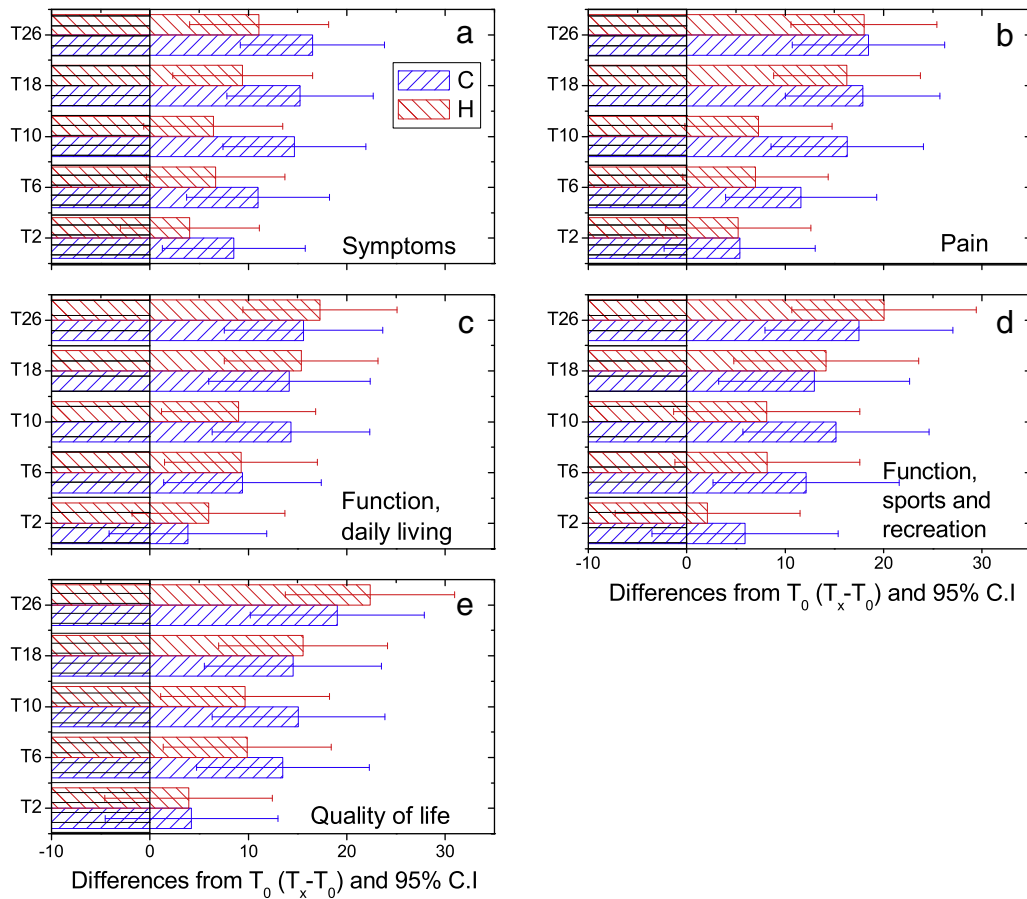 a
T26
T18
T10
T6
T2
C
H
Symptoms
b
T26
T18
T10
T6
T2
Pain
c
T26
T18
T10
T6
T2
Function,
daily living
d
T26
T18
T10
T6
T2
Function,
sports and
recreation
-10 0 10 20 30
Differences from T0 (Tx-T0) and 95% C.I
e
T26
T18
T10
T6
T2
Quality of life
-10 0 10 20 30
Differences from T0 (Tx-T0) and 95% C.I